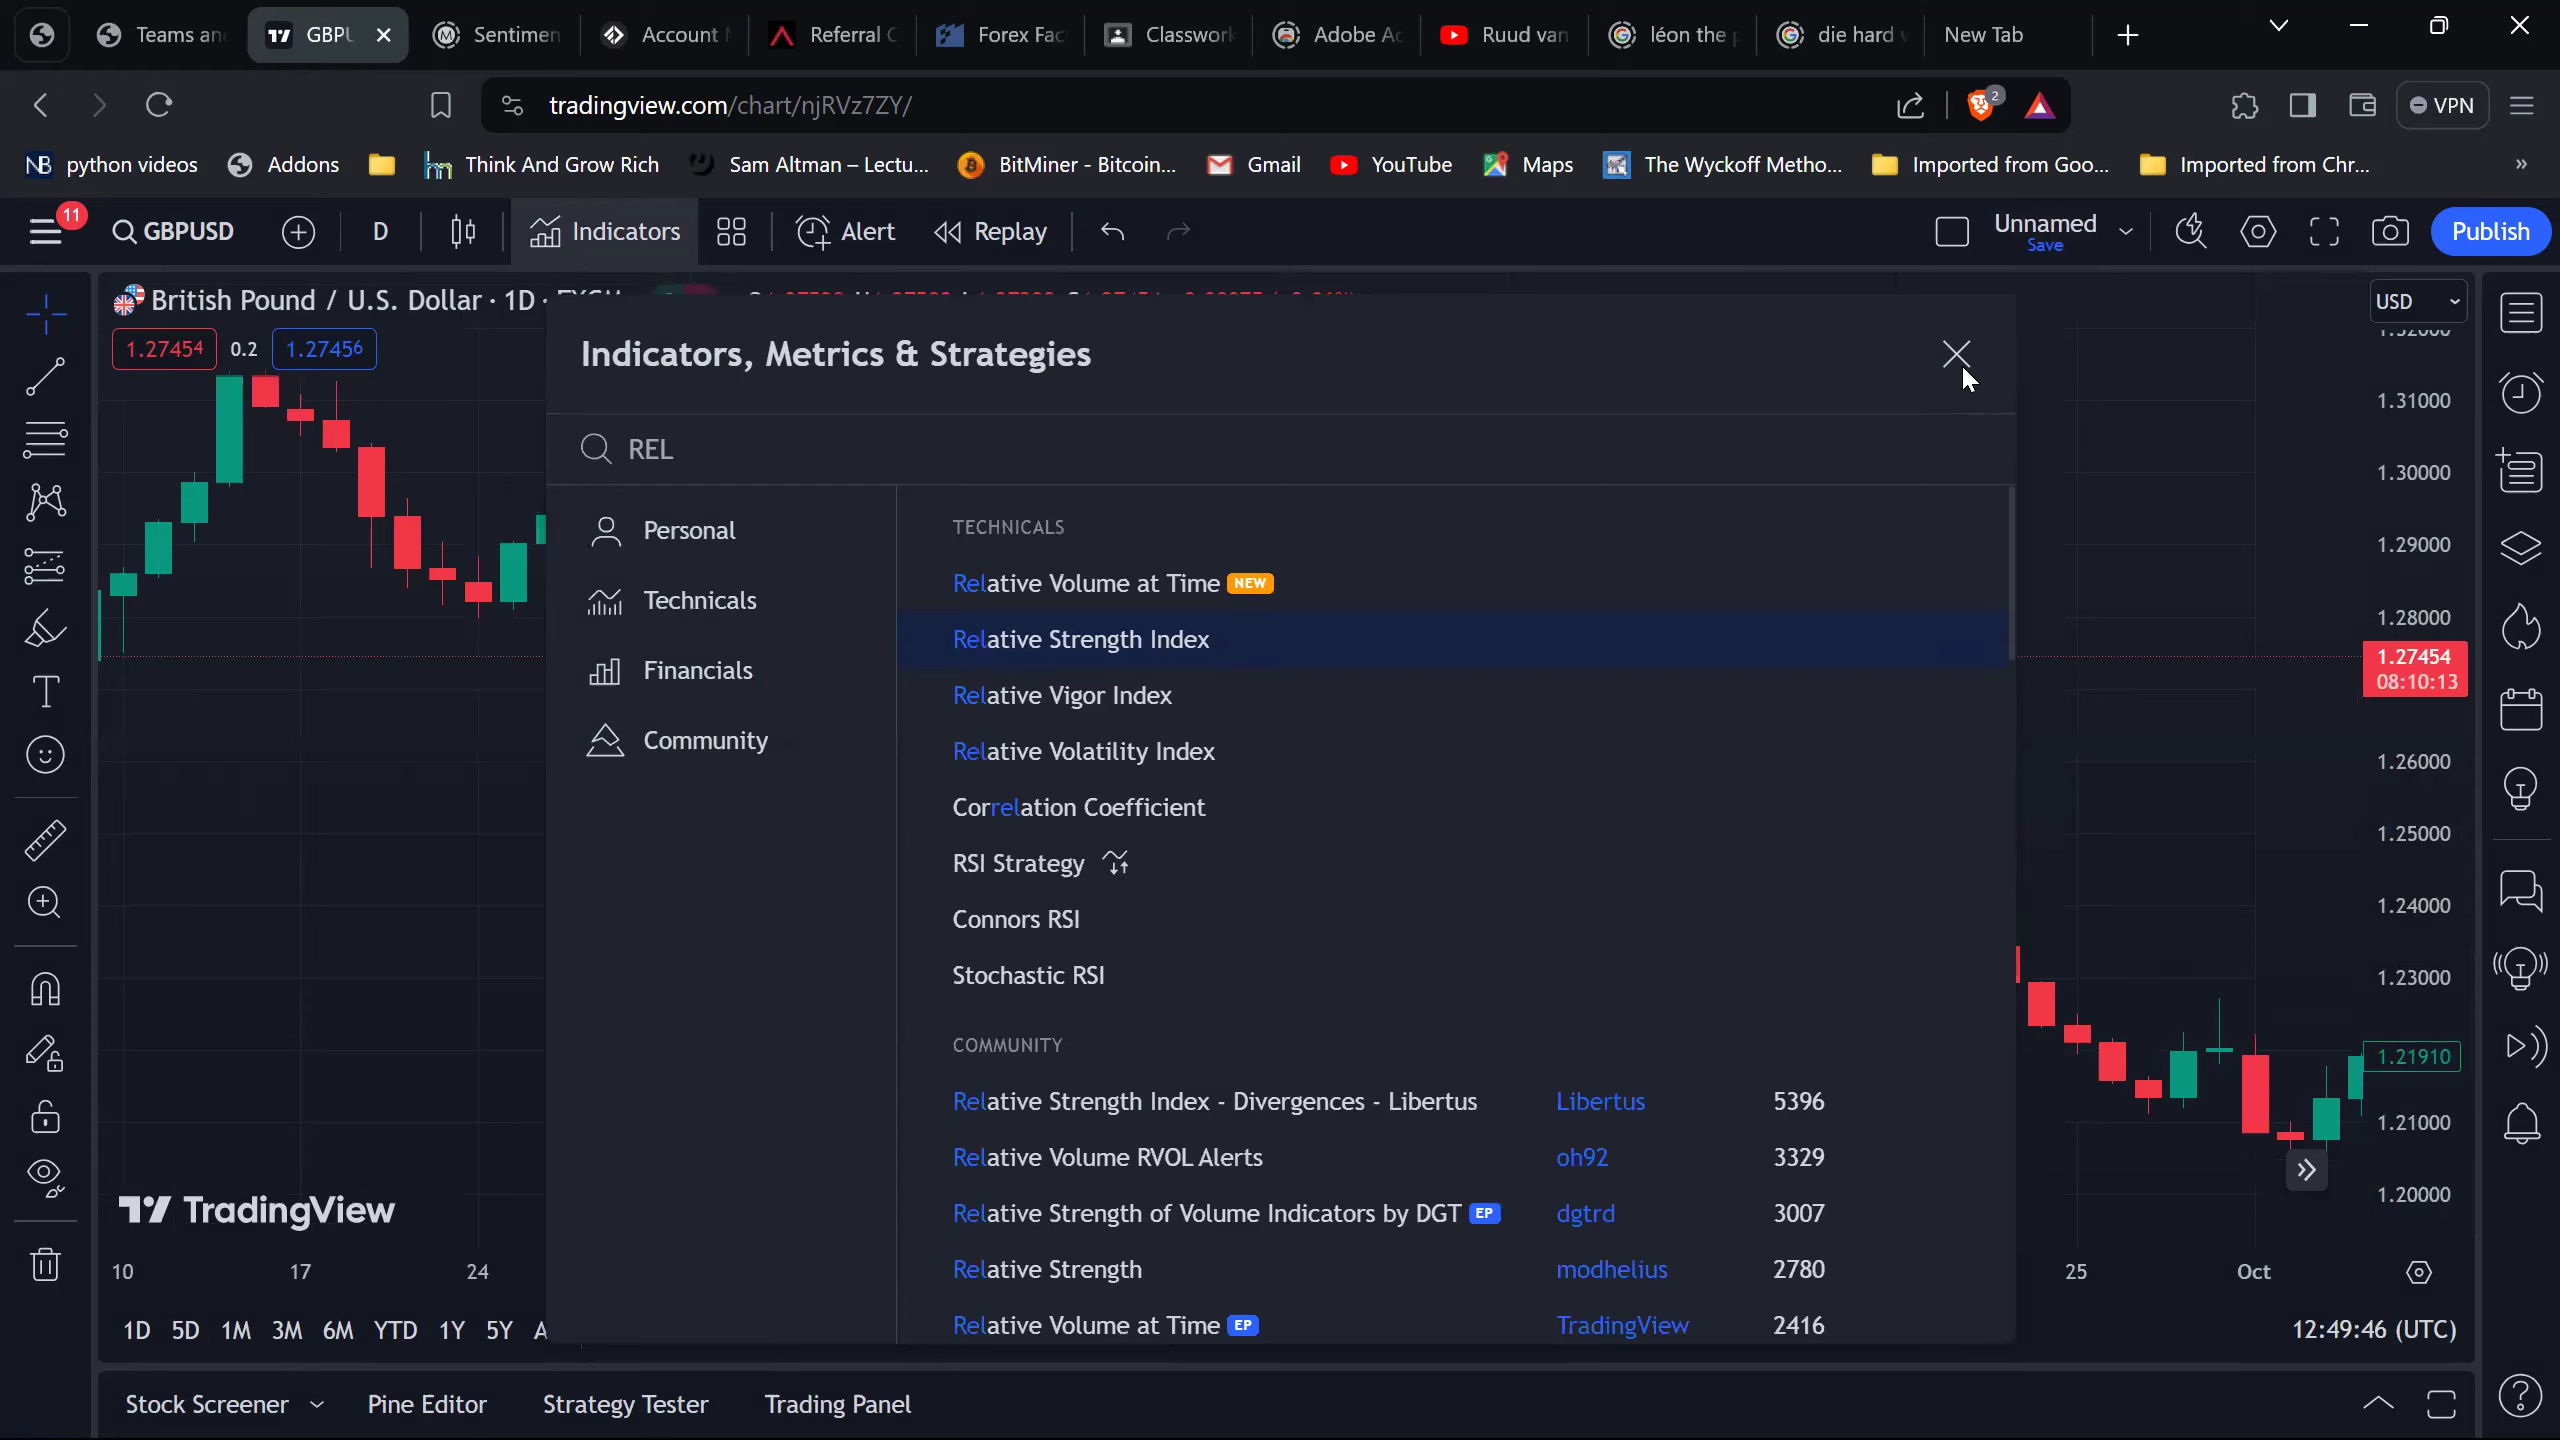 Teams an
GBPU
Sentimen
Account
Referral C
Forex Fac
Classwork
Adobe Ac
Ruud van
léon the p
die hard v
New Tab
tradingview.com/chart/njRVz7ZY/
2
VPN
python videos
Addons
Think And Grow Rich
Sam Altman – Lectu...
BitMiner - Bitcoin...
Gmail
YouTube
Maps
The Wyckoff Metho...
Imported from Goo...
Imported from Chr...
»
11
GBPUSD
D
Indicators
Alert
Replay
Unnamed
Save
Publish
British Pound / U.S. Dollar · 1D ·
USD
1.27454
0.2
1.27456
Indicators, Metrics & Strategies
REL
Personal
Technicals
Financials
Community
TECHNICALS
Relative Volume at Time NEW
Relative Strength Index
Relative Vigor Index
Relative Volatility Index
Correlation Coefficient
RSI Strategy
Connors RSI
Stochastic RSI
COMMUNITY
Relative Strength Index - Divergences - Libertus Libertus 5396
Relative Volume RVOL Alerts oh92 3329
Relative Strength of Volume Indicators by DGT EP dgtrd 3007
Relative Strength modhelius 2780
Relative Volume at Time EP TradingView 2416
1.31000
1.30000
1.29000
1.28000
1.27454
08:10:13
1.26000
1.25000
1.24000
1.23000
1.21910
1.21000
1.20000
TradingView
10 17 24 25 Oct
1D 5D 1M 3M 6M YTD 1Y 5Y A
12:49:46 (UTC)
Stock Screener
Pine Editor
Strategy Tester
Trading Panel